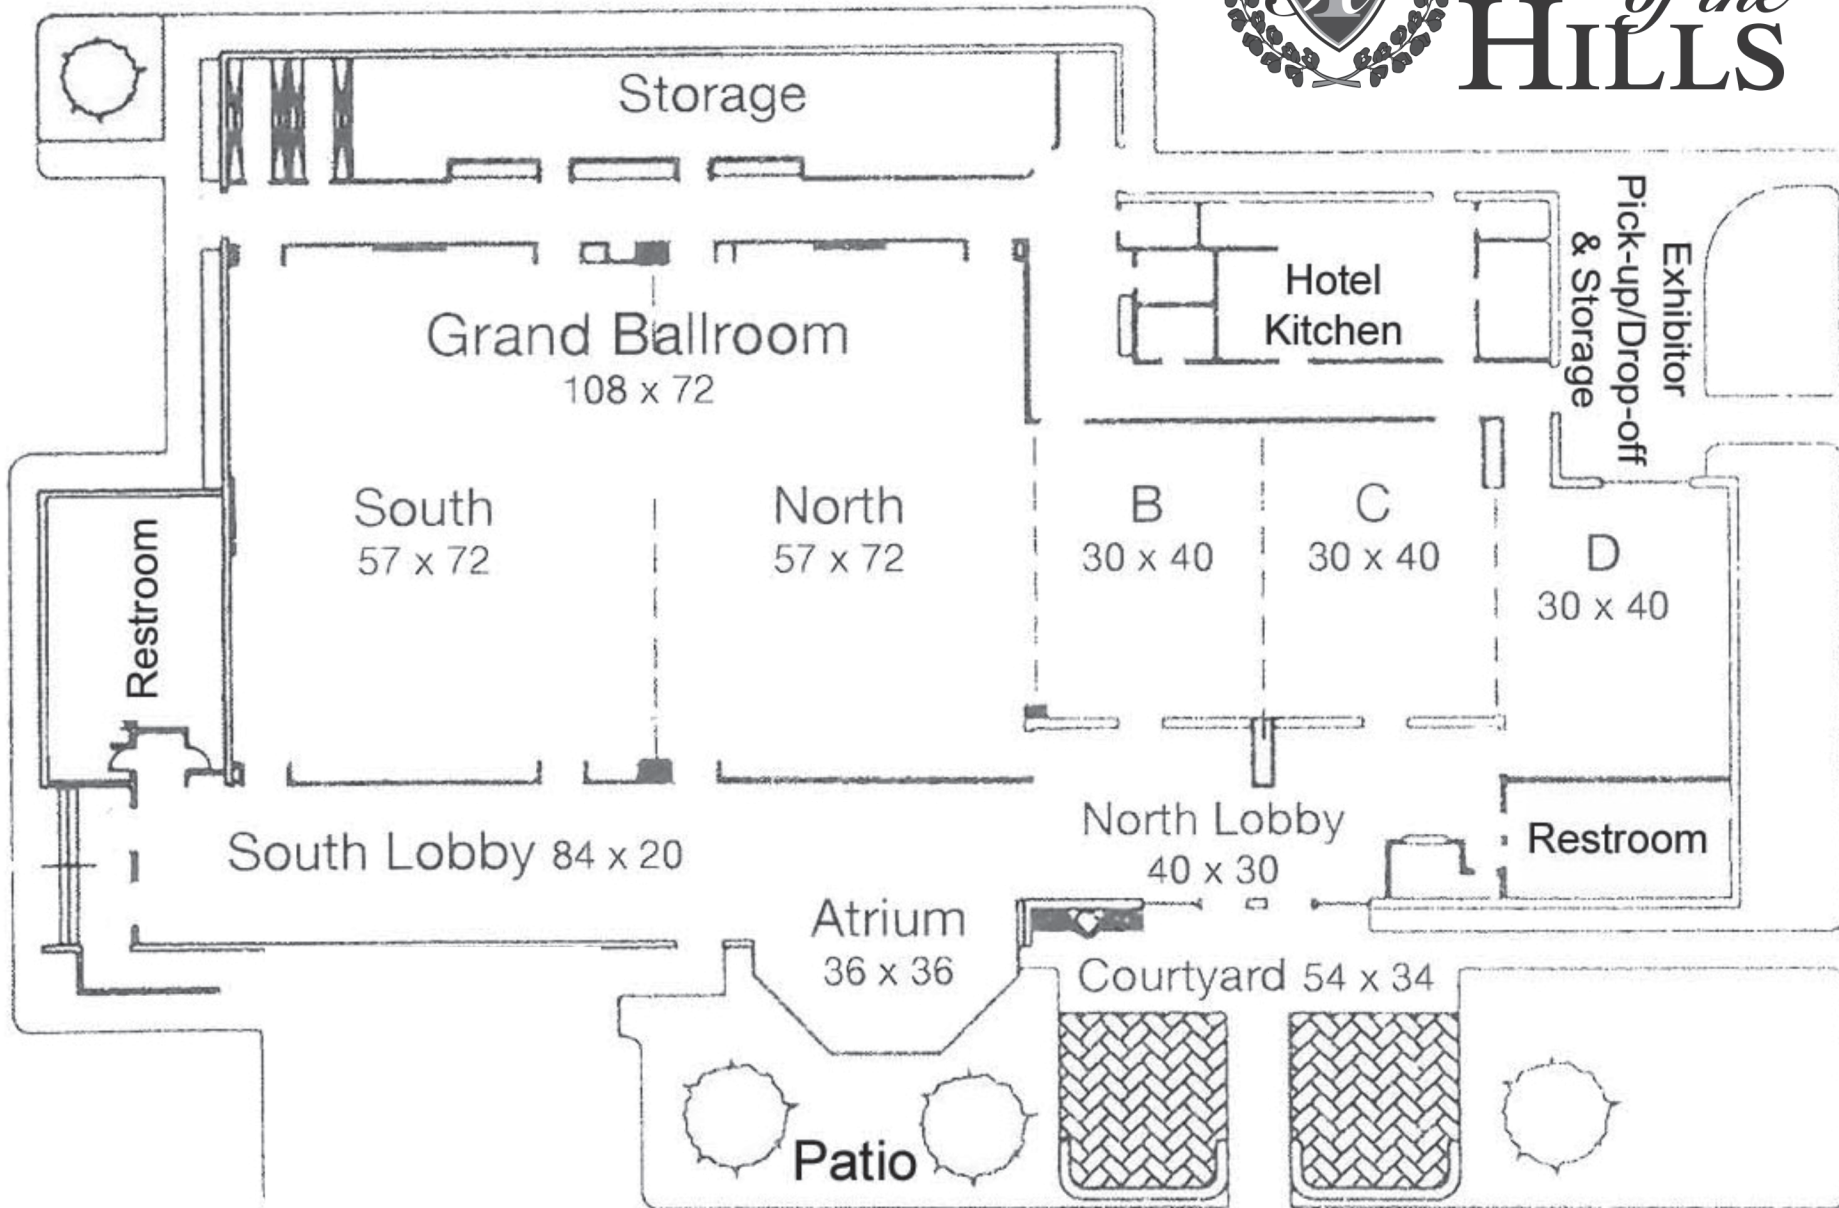 of the
HILLS
Storage
Exhibitor
Pick-up/Drop-off
& Storage
Hotel
Kitchen
Grand Ballroom
108 x 72
South
57 x 72
North
57 x 72
B
30 x 40
C
30 x 40
D
30 x 40
Restroom
South Lobby 84 x 20
North Lobby
40 x 30
Restroom
Atrium
36 x 36
Courtyard 54 x 34
Patio